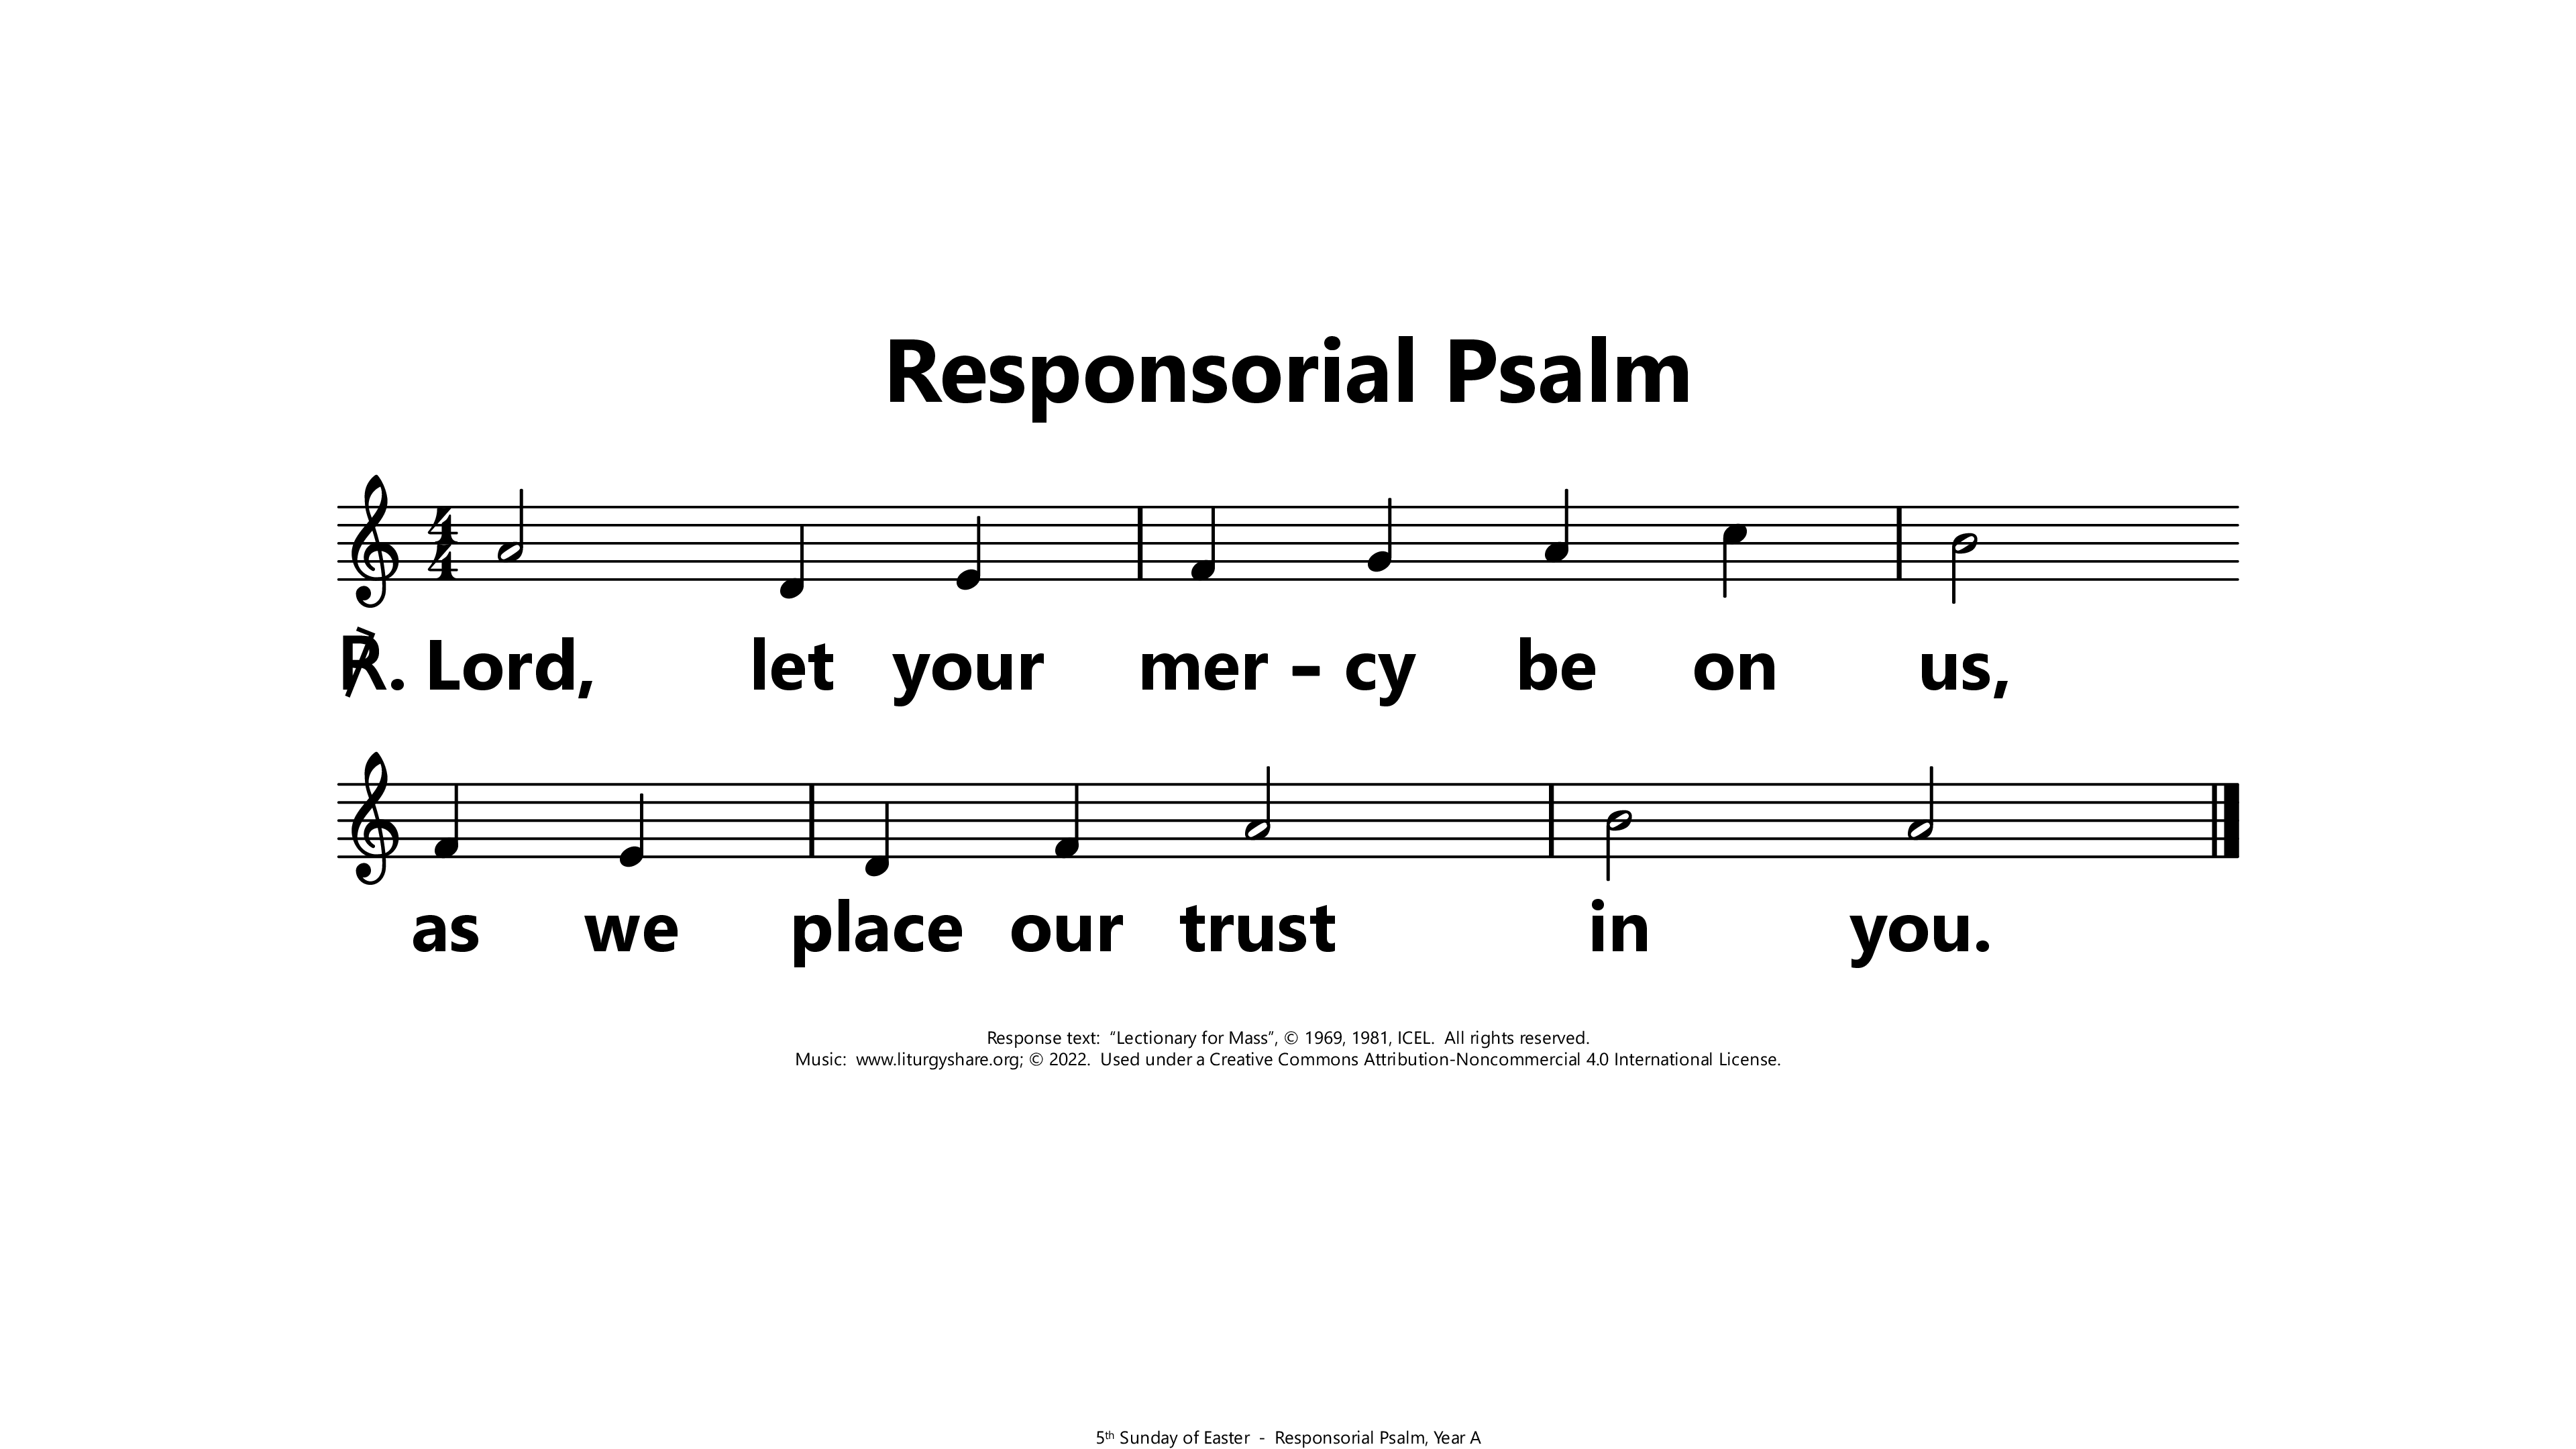 Responsorial Psalm
4 4
℟. Lord, let your mer - cy be on us,
as we place our trust in you.
Response text: “Lectionary for Mass”, © 1969, 1981, ICEL. All rights reserved.
Music: www.liturgyshare.org; © 2022. Used under a Creative Commons Attribution-Noncommercial 4.0 International License.
5th Sunday of Easter - Responsorial Psalm, Year A